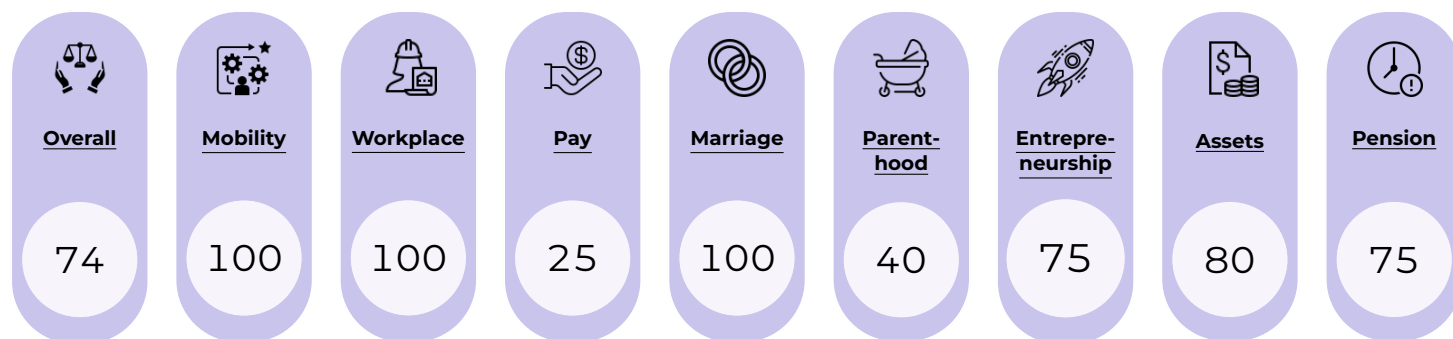 Overall
74
Mobility
100
Workplace
100
Pay
$
25
Marriage
100
Parent-
hood
40
Entrepre-
neurship
75
$
Assets
80
!
Pension
75